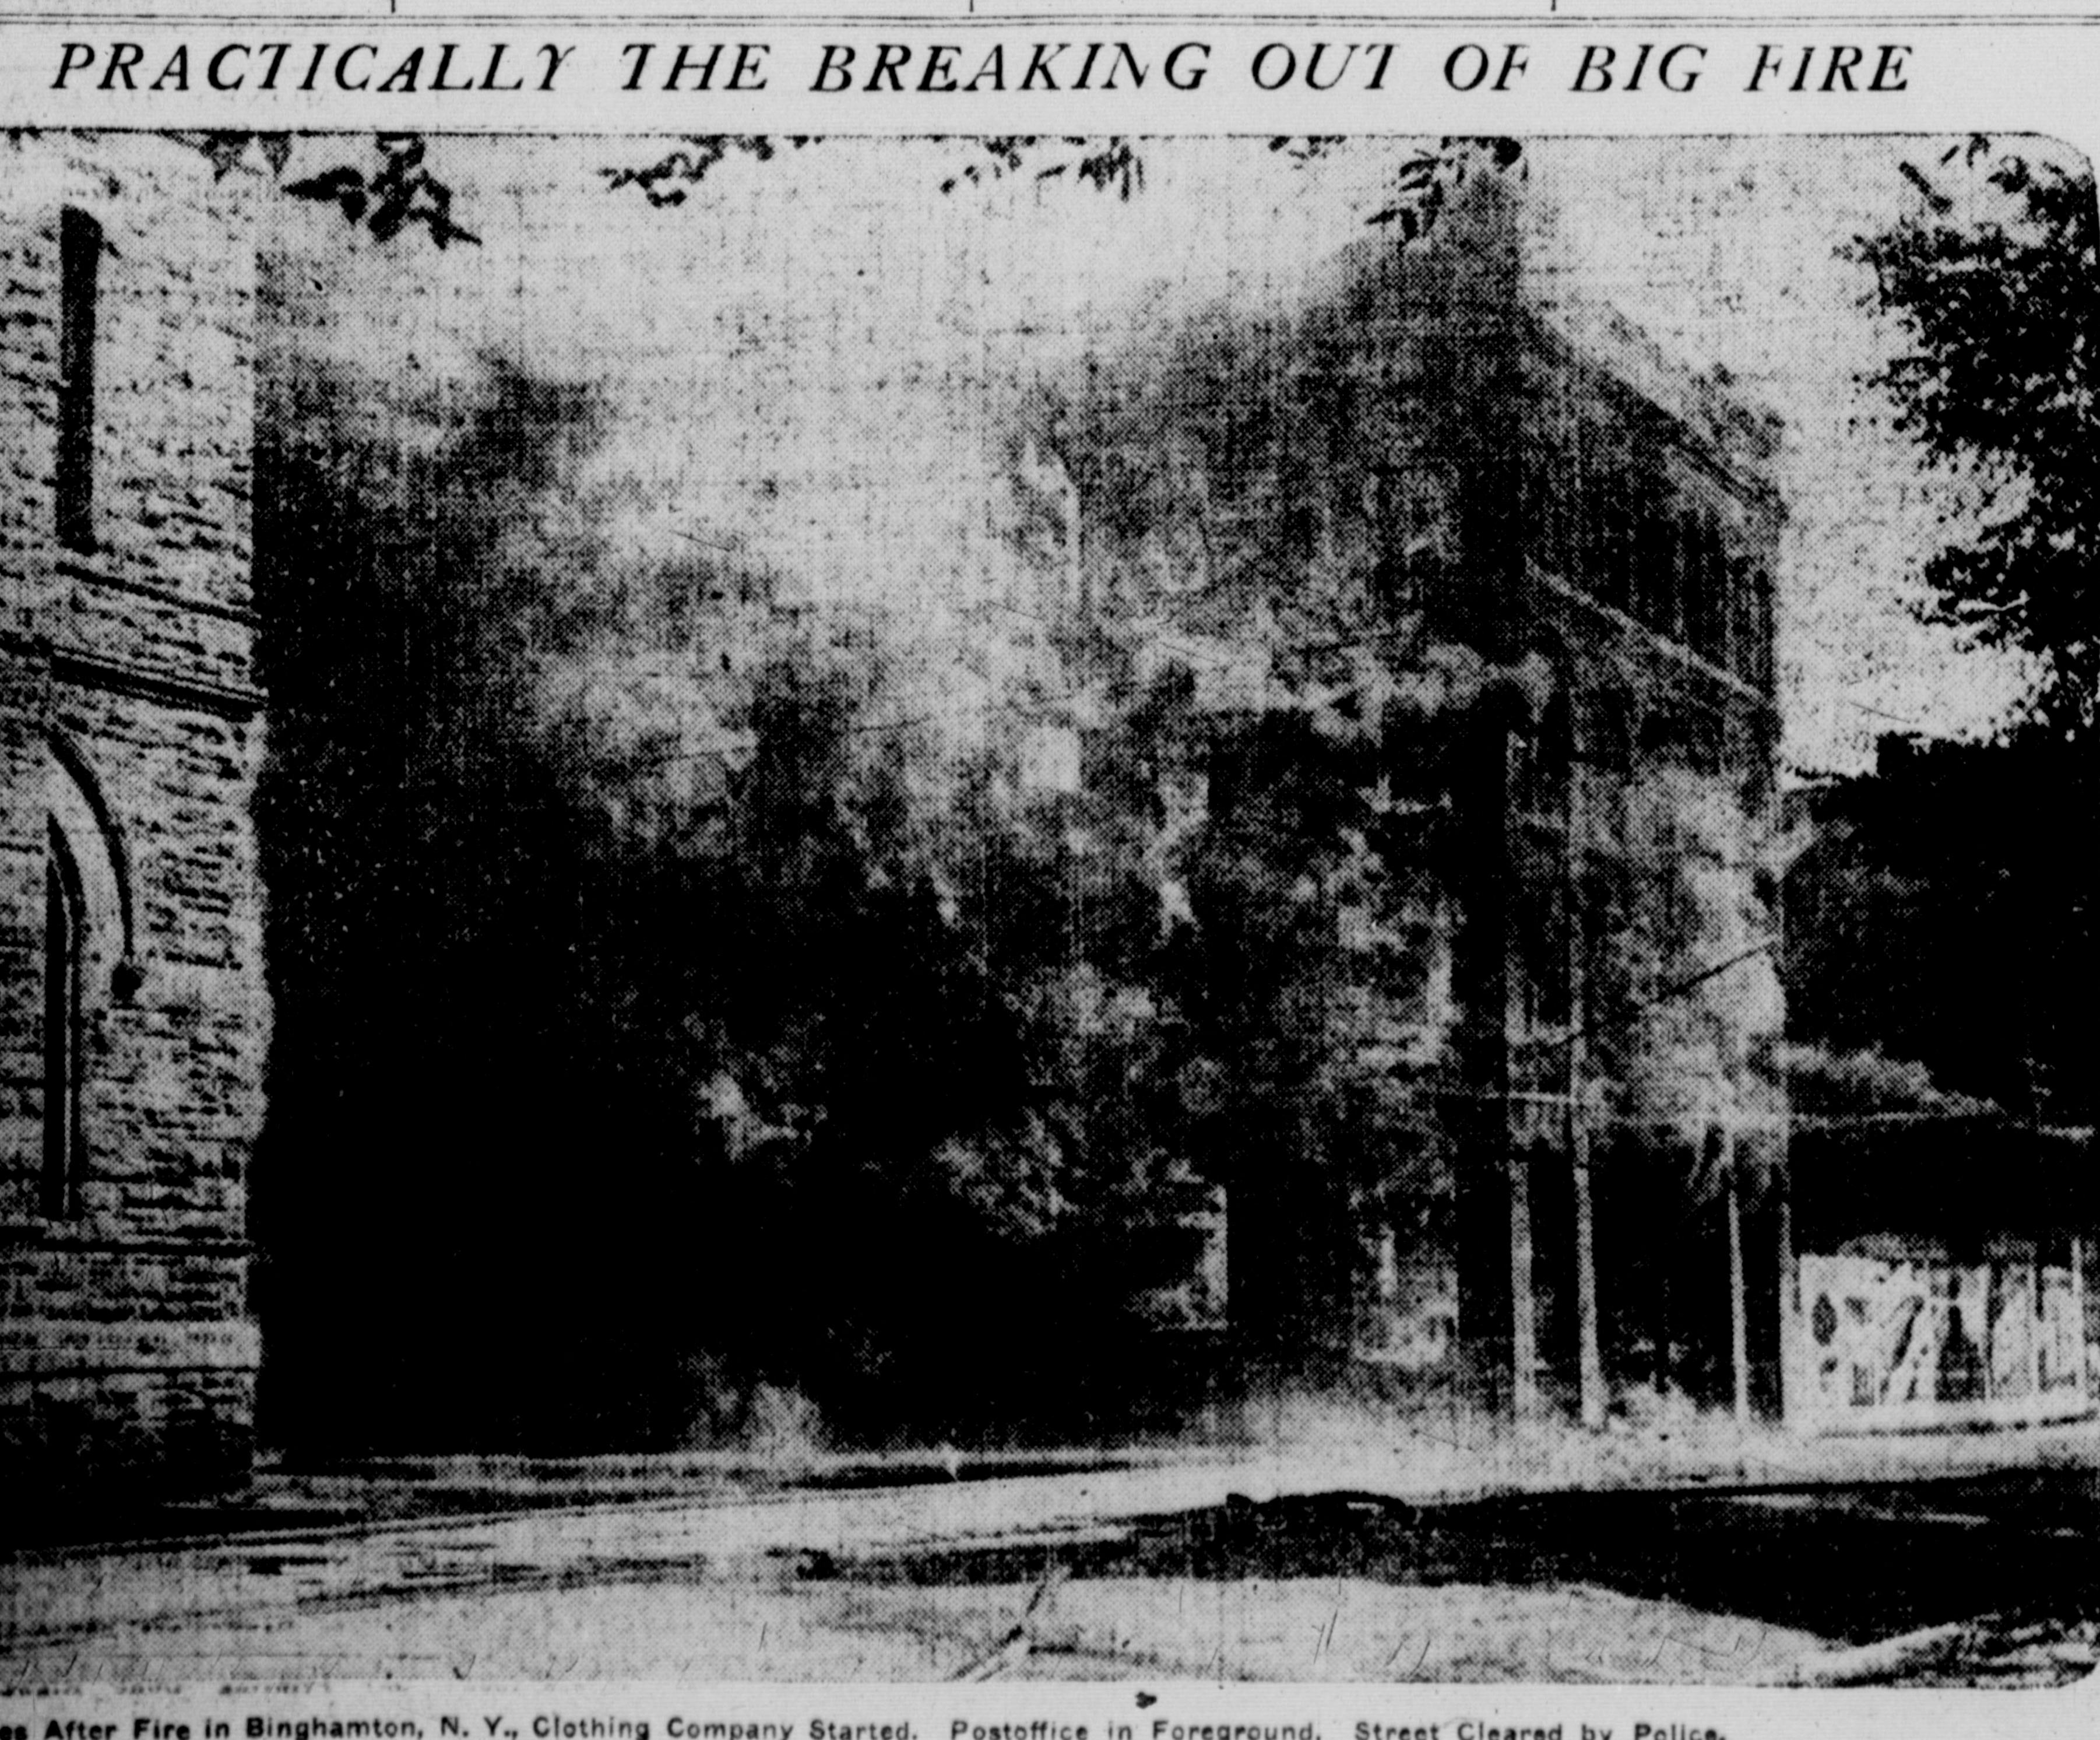 PRACTICALLY THE BREAKING OUT OF BIG FIRE
es After Fire in Binghamton, N. Y., Clothing Company Started. Postoffice in Foreground. Street Cleared by Police.